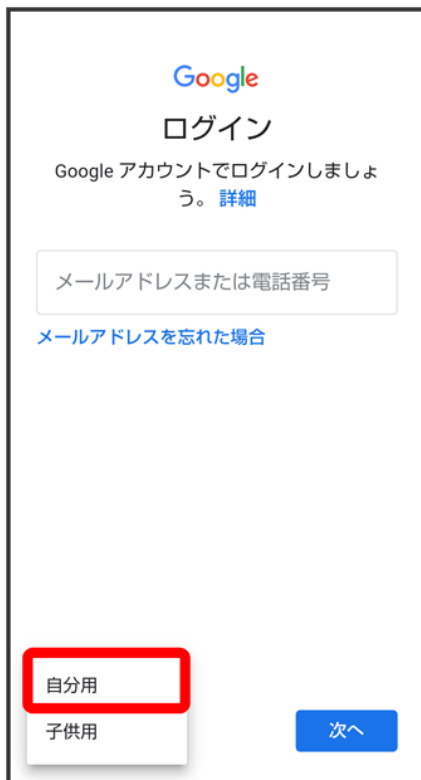 Google
ログイン
Google アカウントでログインしましょ
う。 詳細
メールアドレスまたは電話番号
メールアドレスを忘れた場合
自分用
子供用
次へ